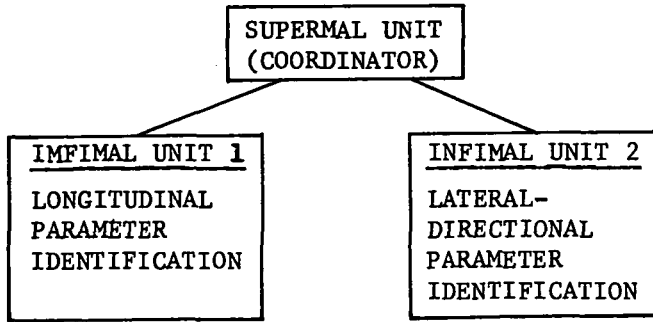 SUPERMAL UNIT
(COORDINATOR)
IMFIMAL UNIT 1
LONGITUDINAL
PARAMETER
IDENTIFICATION
INFIMAL UNIT 2
LATERAL-
DIRECTIONAL
PARAMETER
IDENTIFICATION